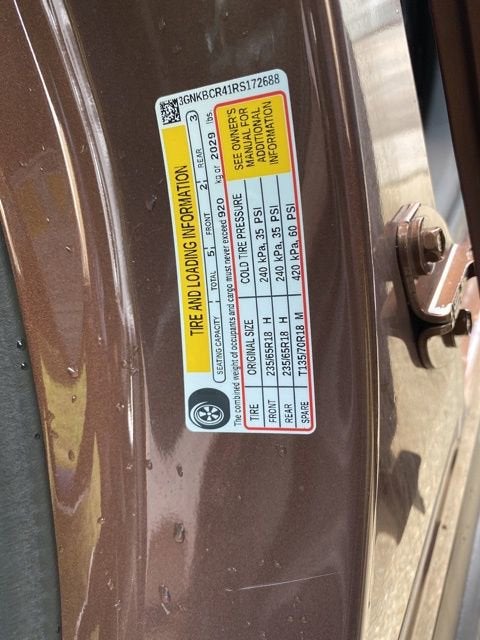 3GNKBCR41RS172688
TIRE AND LOADING INFORMATION
SEATING CAPACITY TOTAL 5 FRONT 2 REAR 3
The combined weight of occupants and cargo must never exceed 920 kg or 2029 lbs.
TIRE ORIGINAL SIZE COLD TIRE PRESSURE
FRONT 235/65R18 H 240 kPa, 35 PSI
REAR 235/65R18 H 240 kPa, 35 PSI
SPARE T135/70R18 M 420 kPa, 60 PSI
SEE OWNER'S
MANUAL FOR
ADDITIONAL
INFORMATION